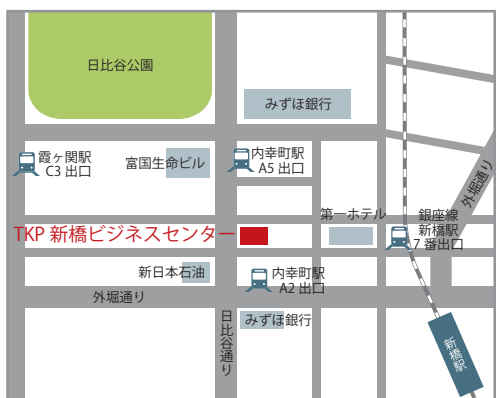 日比谷公園
みずほ銀行
霞ヶ関駅
C3 出口
富国生命ビル
内幸町駅
A5 出口
外堀通り
第一ホテル
銀座線
新橋駅
7 番出口
TKP 新橋ビジネスセンター
新日本石油
内幸町駅
A2 出口
外堀通り
日比谷通り
みずほ銀行
新橋駅